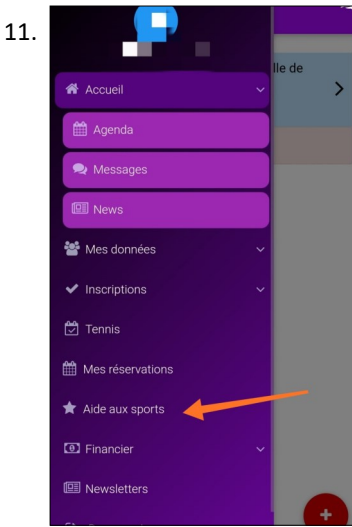 11.
lle de
Accueil
Agenda
Messages
News
Mes données
Inscriptions
Tennis
Mes réservations
Aide aux sports
Financier
Newsletters